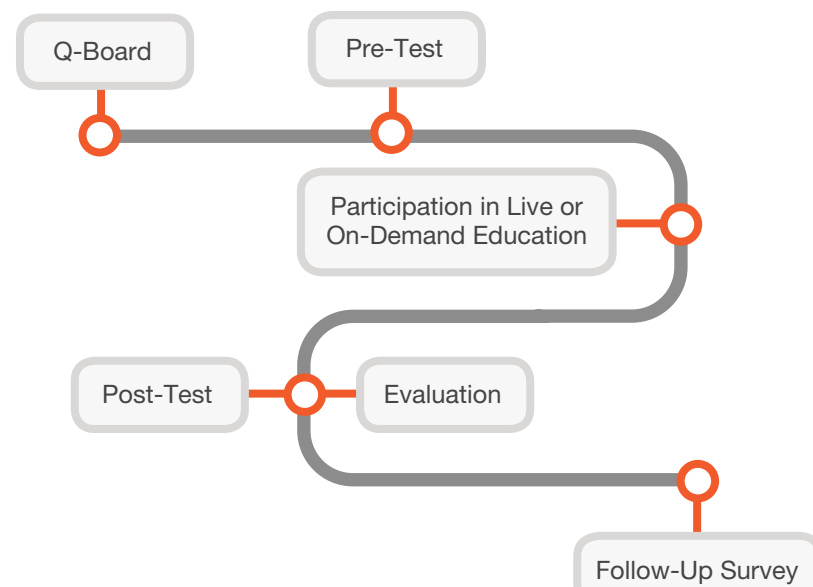 Q-Board
Pre-Test
Participation in Live or
On-Demand Education
Post-Test
Evaluation
Follow-Up Survey